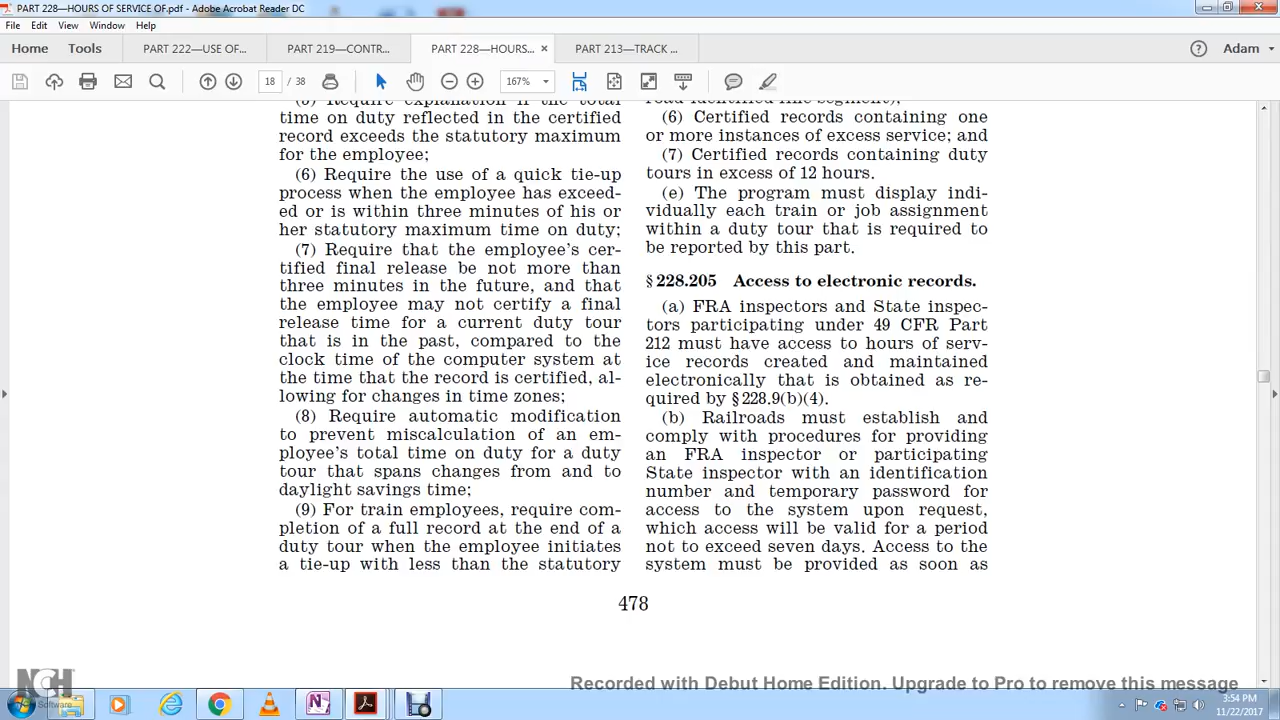 PART 228—HOURS OF SERVICE OF.pdf - Adobe Acrobat Reader DC
File Edit View Window Help
Home Tools PART 222—USE OF... PART 219—CONTR... PART 228—HOURS... × PART 213—TRACK ... Adam
18 / 38 167%
(5) Require explanation if the total
time on duty reflected in the certified
record exceeds the statutory maximum
for the employee;
(6) Require the use of a quick tie-up
process when the employee has exceed-
ed or is within three minutes of his or
her statutory maximum time on duty;
(7) Require that the employee's cer-
tified final release be not more than
three minutes in the future, and that
the employee may not certify a final
release time for a current duty tour
that is in the past, compared to the
clock time of the computer system at
the time that the record is certified, al-
lowing for changes in time zones;
(8) Require automatic modification
to prevent miscalculation of an em-
ployee's total time on duty for a duty
tour that spans changes from and to
daylight savings time;
(9) For train employees, require com-
pletion of a full record at the end of a
duty tour when the employee initiates
a tie-up with less than the statutory
road identified line segment);
(6) Certified records containing one
or more instances of excess service; and
(7) Certified records containing duty
tours in excess of 12 hours.
(e) The program must display indi-
vidually each train or job assignment
within a duty tour that is required to
be reported by this part.
§ 228.205 Access to electronic records.
(a) FRA inspectors and State inspec-
tors participating under 49 CFR Part
212 must have access to hours of serv-
ice records created and maintained
electronically that is obtained as re-
quired by § 228.9(b)(4).
(b) Railroads must establish and
comply with procedures for providing
an FRA inspector or participating
State inspector with an identification
number and temporary password for
access to the system upon request,
which access will be valid for a period
not to exceed seven days. Access to the
system must be provided as soon as
478
Recorded with Debut Home Edition. Upgrade to Pro to remove this message
NCH
Software
3:54 PM
11/22/2017